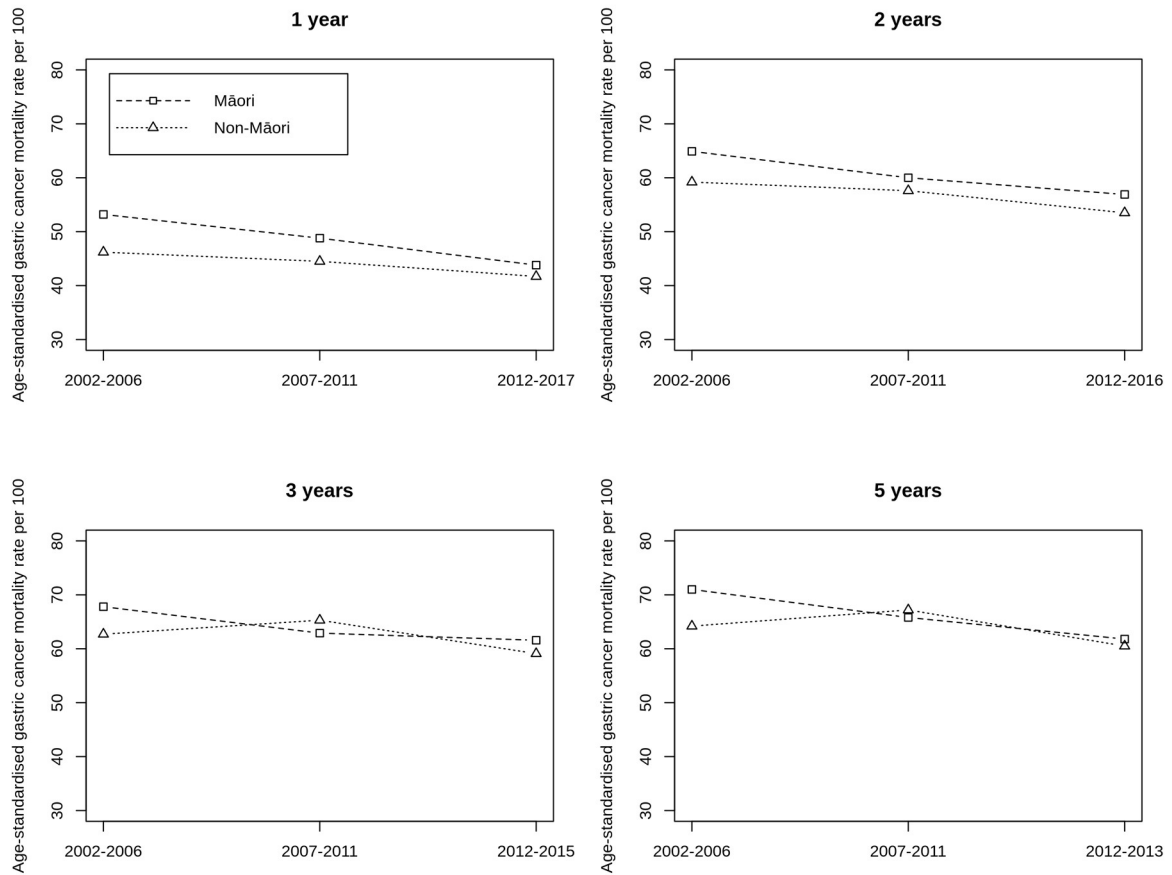 1 year
Age-standardised gastric cancer mortality rate per 100
80
70
60
50
40
30
Māori
Non-Māori
2002-2006 2007-2011 2012-2017
2 years
Age-standardised gastric cancer mortality rate per 100
80
70
60
50
40
30
2002-2006 2007-2011 2012-2016
3 years
Age-standardised gastric cancer mortality rate per 100
80
70
60
50
40
30
2002-2006 2007-2011 2012-2015
5 years
Age-standardised gastric cancer mortality rate per 100
80
70
60
50
40
30
2002-2006 2007-2011 2012-2013